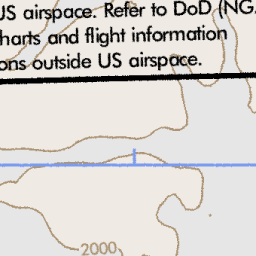 US airspace. Refer to DoD (NGA
harts and flight information
ons outside US airspace.
2000